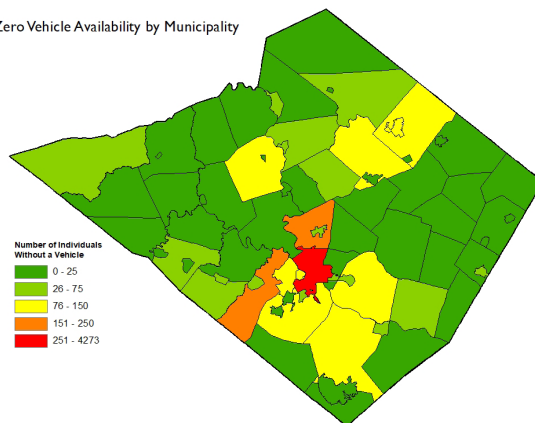 Zero Vehicle Availability by Municipality
Number of Individuals
Without a Vehicle
0 - 25
26 - 75
76 - 150
151 - 250
251 - 4273